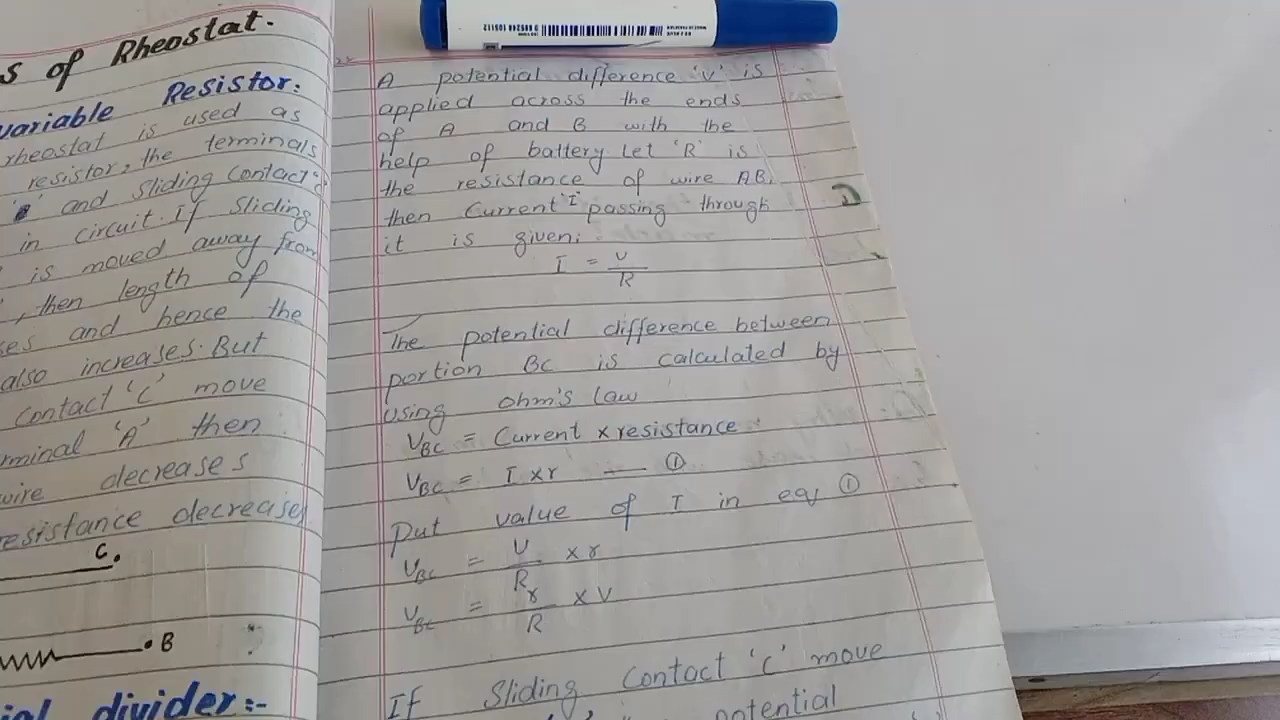 s of Rheostat.
variable Resistor:
rheostat is used as
resistor, the terminals
and sliding contact
in circuit. If Sliding
is moved away from
, then length of
ses and hence the
also increases. But
contact 'C' move
rminal 'A' then
wire decreases
esistance decreases
C.
B
ial divider:-
A potential difference 'V' is
applied across the ends
of A and B with the
help of battery Let 'R' is
the resistance of wire AB,
then Current 'I' passing through
it is given:
I = V/R
The potential difference between
portion BC is calculated by
using ohm's law
VBC = Current × resistance
VBC = I × r — ①
Put value of I in eq ①
VBC = V/R × r
VBC = r/R × V
If Sliding Contact 'C' move
potential